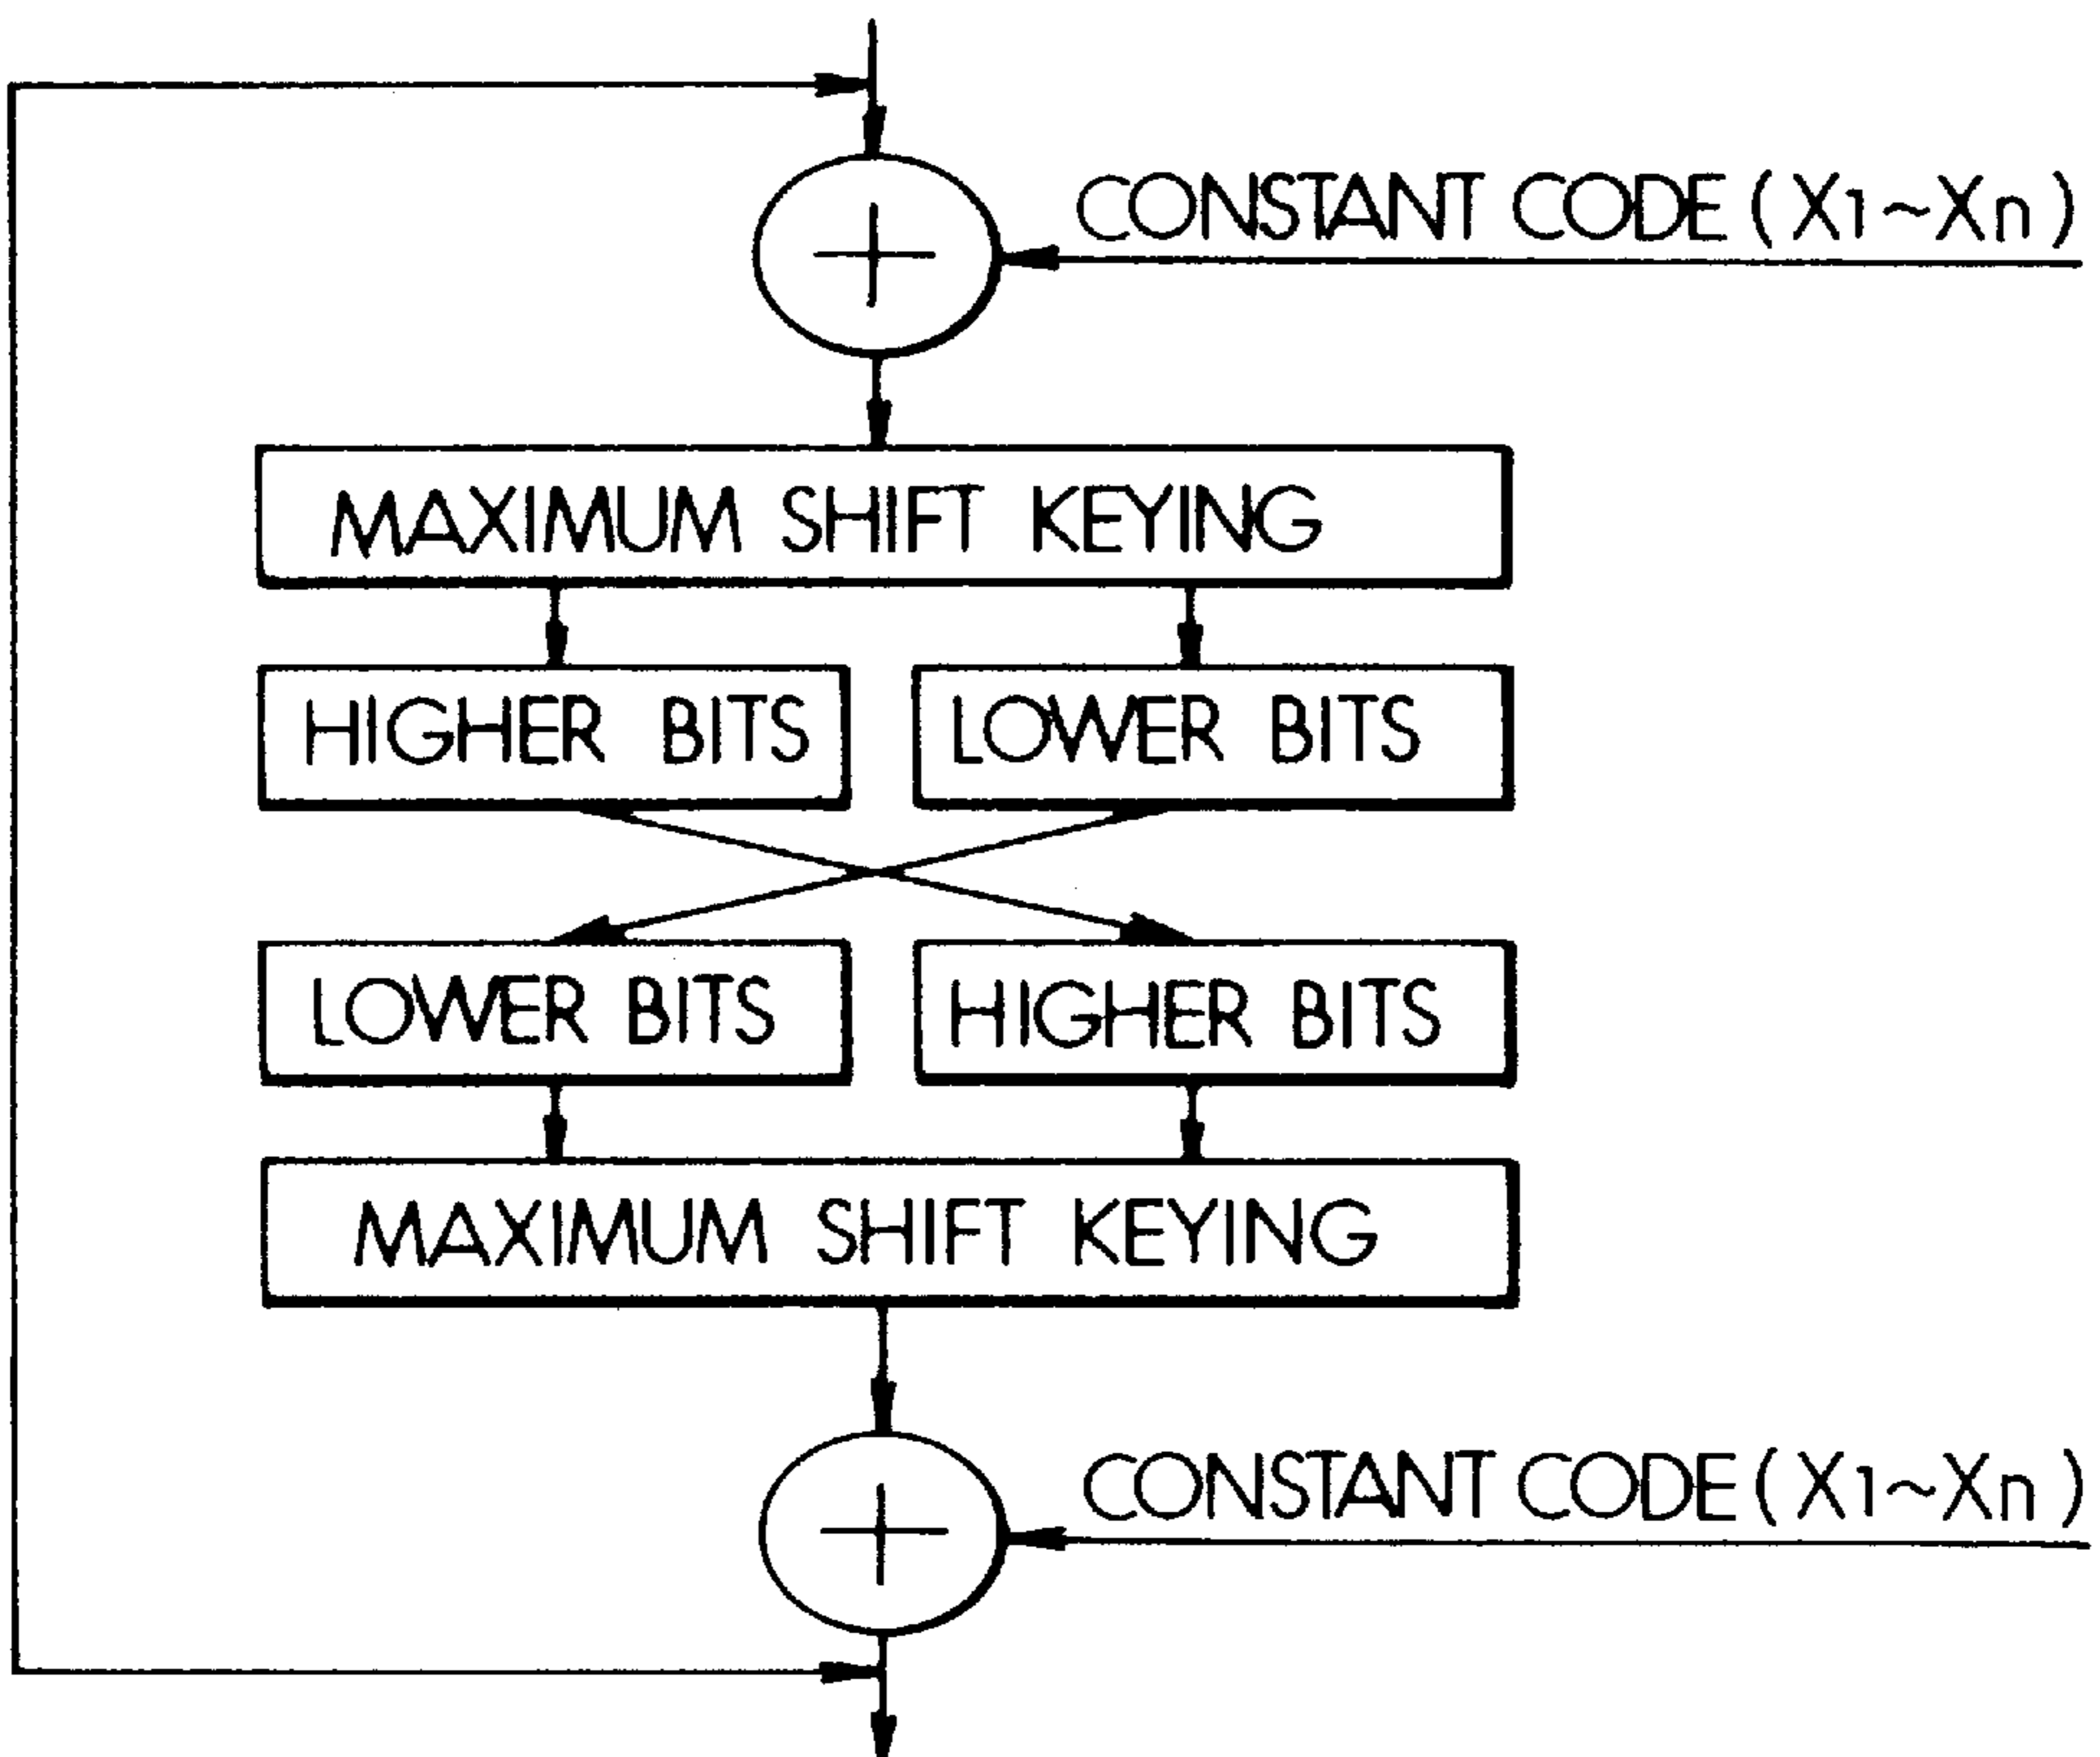 CONSTANT CODE (X1~Xn)
MAXIMUM SHIFT KEYING
HIGHER BITS
LOWER BITS
LOWER BITS
HIGHER BITS
MAXIMUM SHIFT KEYING
CONSTANT CODE (X1~Xn)